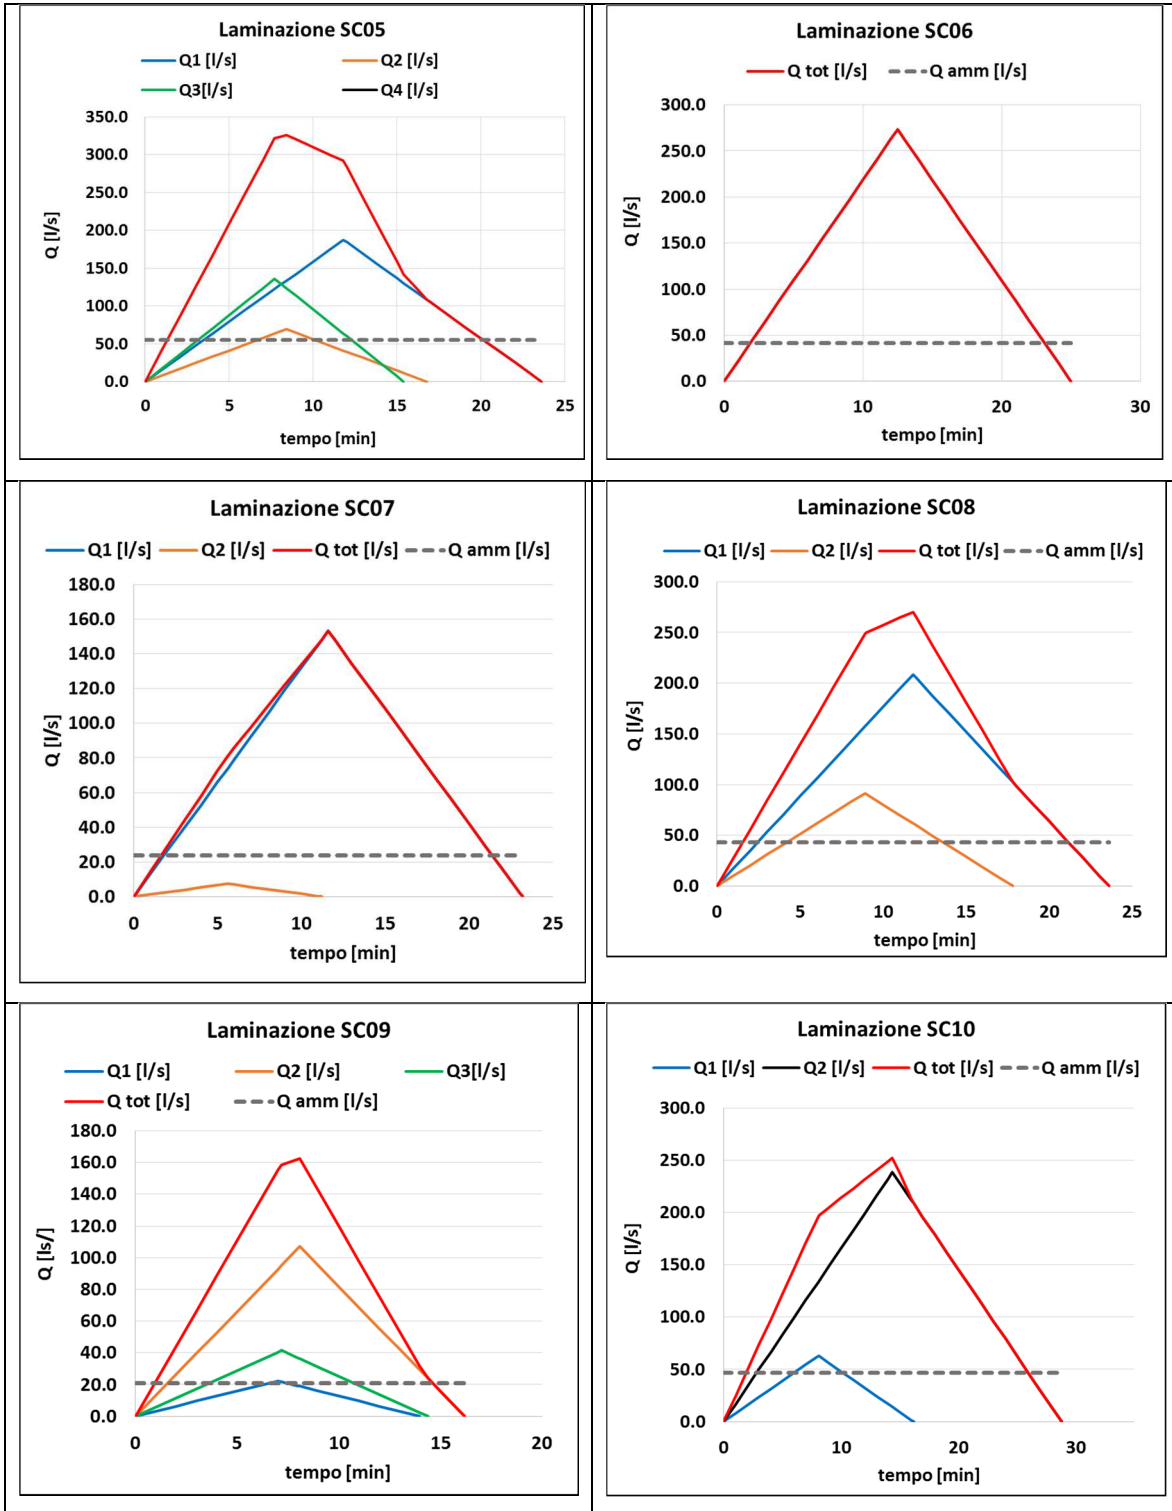 Laminazione SC05
Q1 [l/s] Q2 [l/s]
Q3[l/s] Q4 [l/s]
350.0
300.0
250.0
200.0
150.0
100.0
50.0
0.0
Q [l/s]
0 5 10 15 20 25
tempo [min]
Laminazione SC06
Q tot [l/s] Q amm [l/s]
300.0
250.0
200.0
150.0
100.0
50.0
0.0
Q [l/s]
0 10 20 30
tempo [min]
Laminazione SC07
Q1 [l/s] Q2 [l/s] Q tot [l/s] Q amm [l/s]
180.0
160.0
140.0
120.0
100.0
80.0
60.0
40.0
20.0
0.0
Q [l/s]
0 5 10 15 20 25
tempo [min]
Laminazione SC08
Q1 [l/s] Q2 [l/s] Q tot [l/s] Q amm [l/s]
300.0
250.0
200.0
150.0
100.0
50.0
0.0
Q [l/s]
0 5 10 15 20 25
tempo [min]
Laminazione SC09
Q1 [l/s] Q2 [l/s] Q3[l/s]
Q tot [l/s] Q amm [l/s]
180.0
160.0
140.0
120.0
100.0
80.0
60.0
40.0
20.0
0.0
Q [ls/]
0 5 10 15 20
tempo [min]
Laminazione SC10
Q1 [l/s] Q2 [l/s] Q tot [l/s] Q amm [l/s]
300.0
250.0
200.0
150.0
100.0
50.0
0.0
Q [l/s]
0 10 20 30
tempo [min]